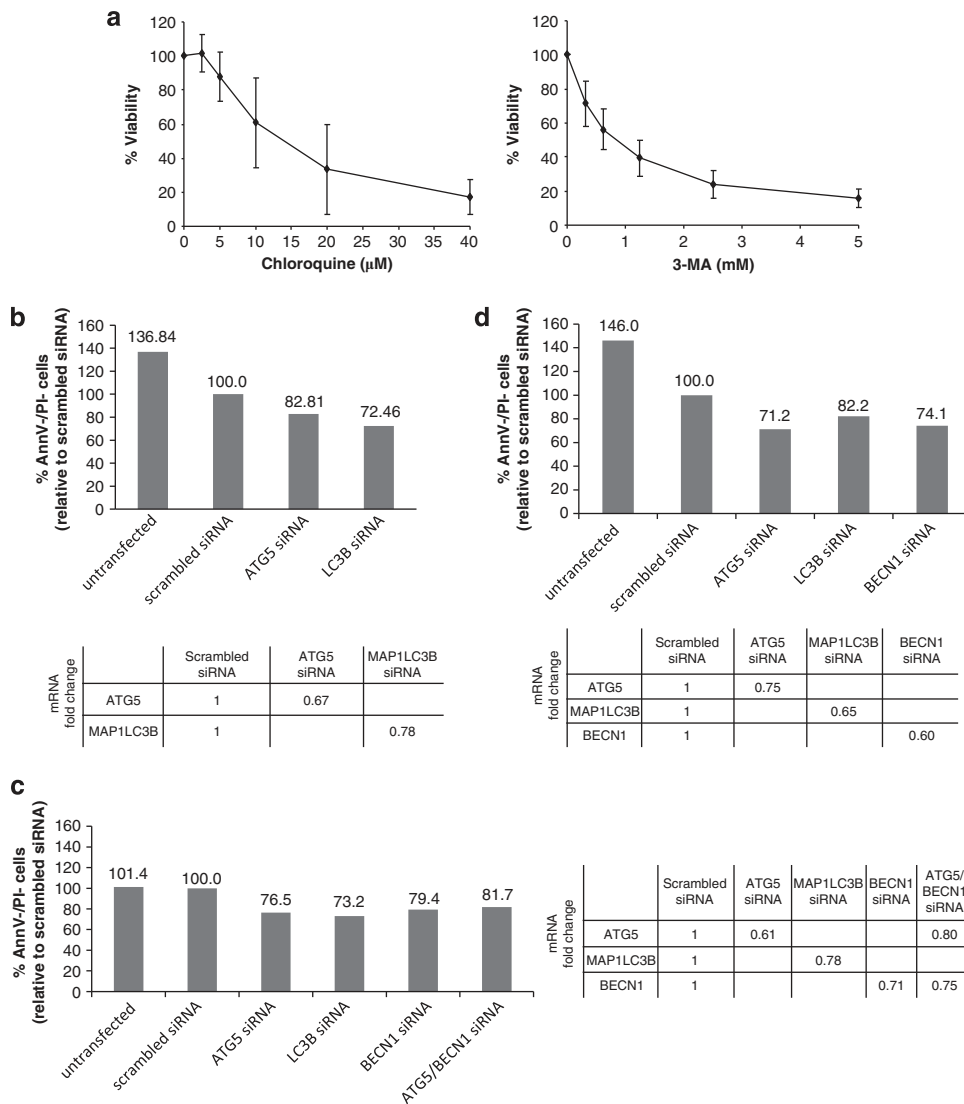 a
120
100
80
60
40
20
0
% Viability
0 5 10 15 20 25 30 35 40
Chloroquine (μM)
120
100
80
60
40
20
0
% Viability
0 1 2 3 4 5
3-MA (mM)
b
% AnnV-/PI- cells
(relative to scrambled siRNA)
160
140
120
100
80
60
40
20
0
136.84
100.0
82.81
72.46
untransfected
scrambled siRNA
ATG5 siRNA
LC3B siRNA
mRNA
fold change
Scrambled siRNA
ATG5 siRNA
MAP1LC3B siRNA
ATG5 1 0.67
MAP1LC3B 1 0.78
d
% AnnV-/PI- cells
(relative to scrambled siRNA)
160
140
120
100
80
60
40
20
0
146.0
100.0
71.2
82.2
74.1
untransfected
scrambled siRNA
ATG5 siRNA
LC3B siRNA
BECN1 siRNA
mRNA
fold change
Scrambled siRNA
ATG5 siRNA
MAP1LC3B siRNA
BECN1 siRNA
ATG5 1 0.75
MAP1LC3B 1 0.65
BECN1 1 0.60
c
% AnnV-/PI- cells
(relative to scrambled siRNA)
160
140
120
100
80
60
40
20
0
101.4
100.0
76.5
73.2
79.4
81.7
untransfected
scrambled siRNA
ATG5 siRNA
LC3B siRNA
BECN1 siRNA
ATG5/BECN1 siRNA
mRNA
fold change
Scrambled siRNA
ATG5 siRNA
MAP1LC3B siRNA
BECN1 siRNA
ATG5/ BECN1 siRNA
ATG5 1 0.61 0.80
MAP1LC3B 1 0.78
BECN1 1 0.71 0.75